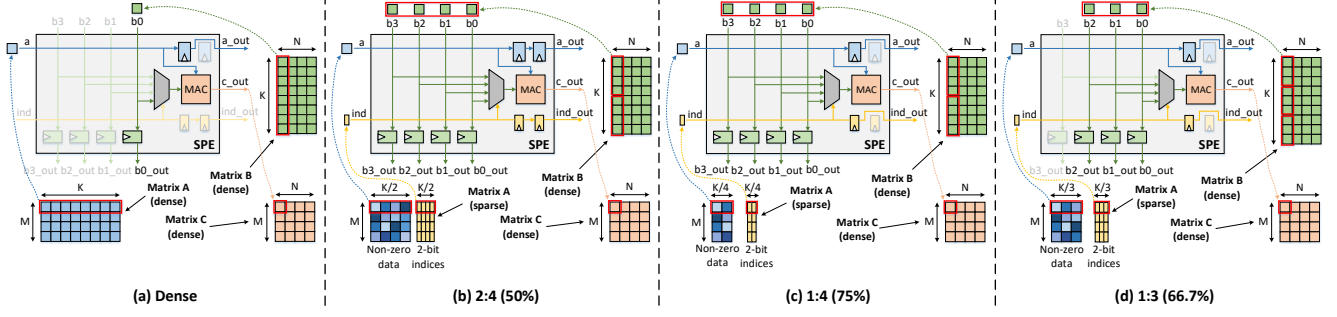 b3 b2 b1 b0
a a_out
MAC c_out
ind ind_out
SPE
b3_out b2_out b1_out b0_out
N
K
Matrix B
(dense)
K
M
Matrix A
(dense)
Matrix C
(dense)
N
M
(a) Dense
b3 b2 b1 b0
a a_out
MAC c_out
ind ind_out
SPE
b3_out b2_out b1_out b0_out
N
K
Matrix B
(dense)
K/2 K/2
M
Non-zero
data
2-bit
indices
Matrix A
(sparse)
Matrix C
(dense)
N
M
(b) 2:4 (50%)
b3 b2 b1 b0
a a_out
MAC c_out
ind ind_out
SPE
b3_out b2_out b1_out b0_out
N
K
Matrix B
(dense)
K/4 K/4
M
Non-zero
data
2-bit
indices
Matrix A
(sparse)
Matrix C
(dense)
N
M
(c) 1:4 (75%)
b3 b2 b1 b0
a a_out
MAC c_out
ind ind_out
SPE
b3_out b2_out b1_out b0_out
N
K
Matrix B
(dense)
K/3 K/3
M
Non-zero
data
2-bit
indices
Matrix A
(sparse)
Matrix C
(dense)
N
M
(d) 1:3 (66.7%)